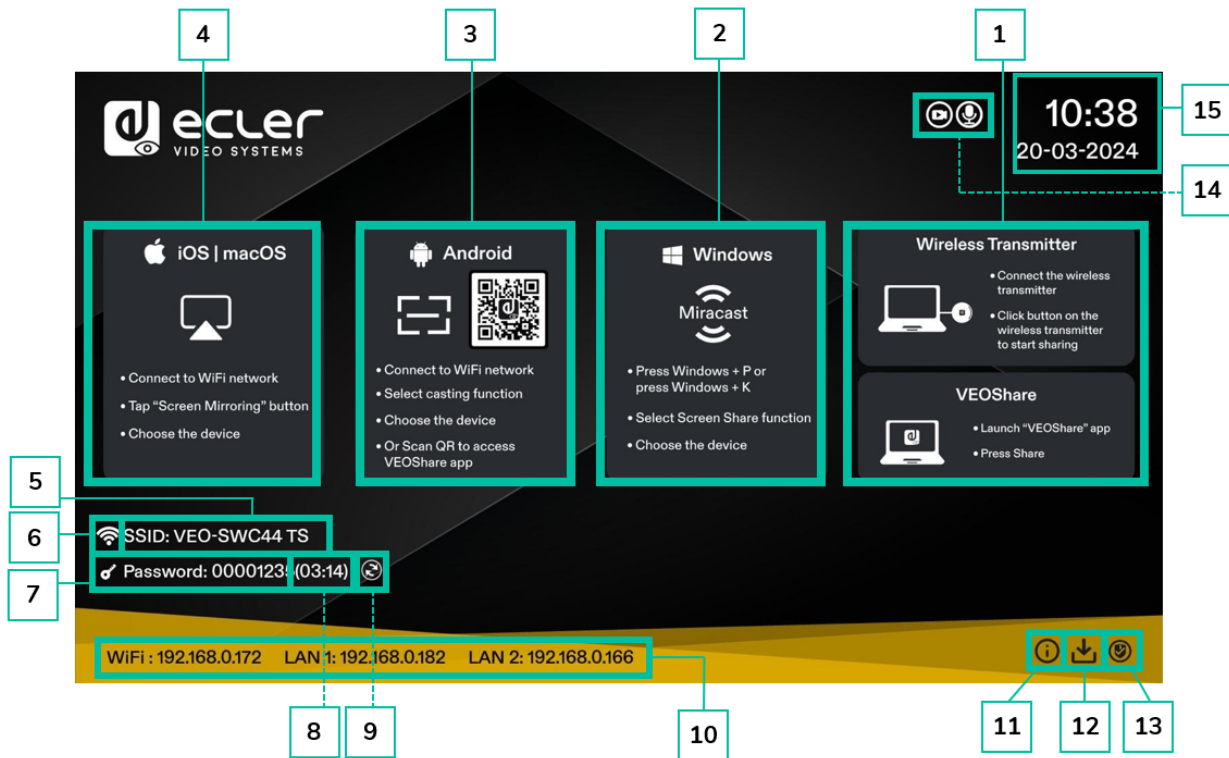 4
3
2
1
ecler
VIDEO SYSTEMS
10:38
20-03-2024
15
14
iOS | macOS
• Connect to WiFi network
• Tap “Screen Mirroring” button
• Choose the device
Android
• Connect to WiFi network
• Select casting function
• Choose the device
• Or Scan QR to access
VEOShare app
Windows
Miracast
• Press Windows + P or
press Windows + K
• Select Screen Share function
• Choose the device
Wireless Transmitter
• Connect the wireless
transmitter
• Click button on the
wireless transmitter
to start sharing
VEOShare
• Launch “VEOShare” app
• Press Share
5
6
SSID: VEO-SWC44 TS
7
Password: 00001235(03:14)
WiFi : 192.168.0.172 LAN 1: 192.168.0.182 LAN 2: 192.168.0.166
8
9
10
11
12
13